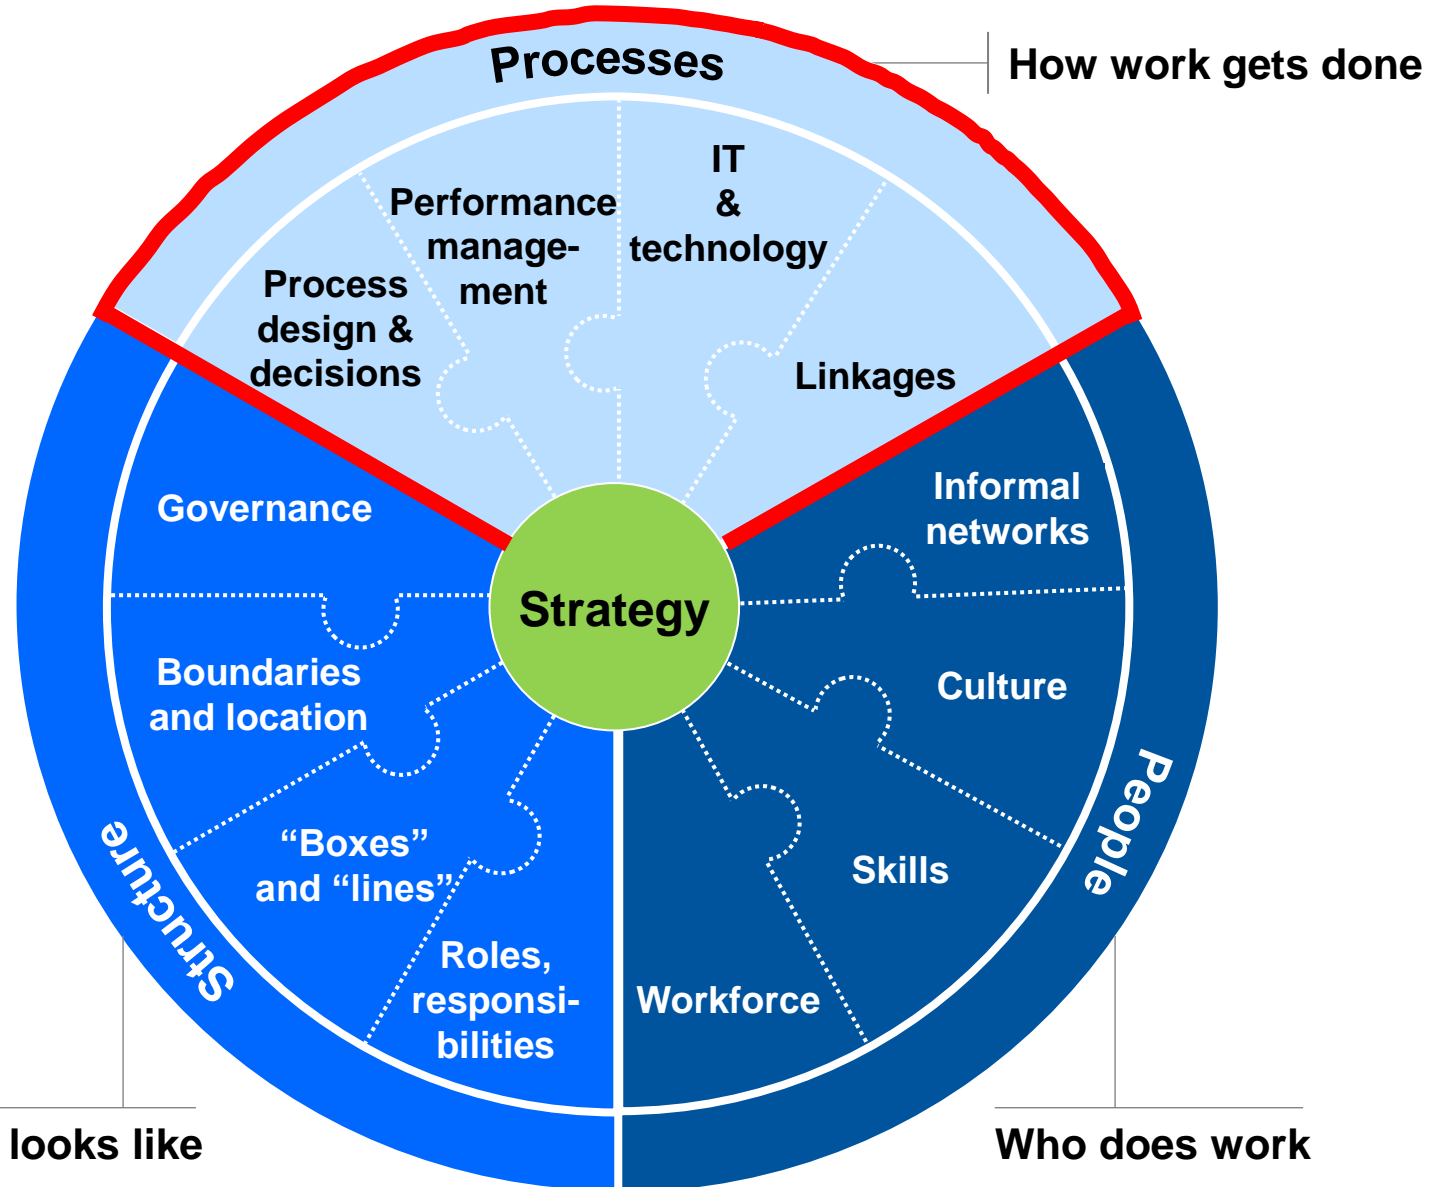 Processes
How work gets done
IT
&
technology
Performance
manage-
ment
Process
design &
decisions
Linkages
Governance
Informal
networks
Strategy
Boundaries
and location
Culture
“Boxes”
and “lines”
Skills
Roles,
responsi-
bilities
Workforce
Structure
People
looks like
Who does work